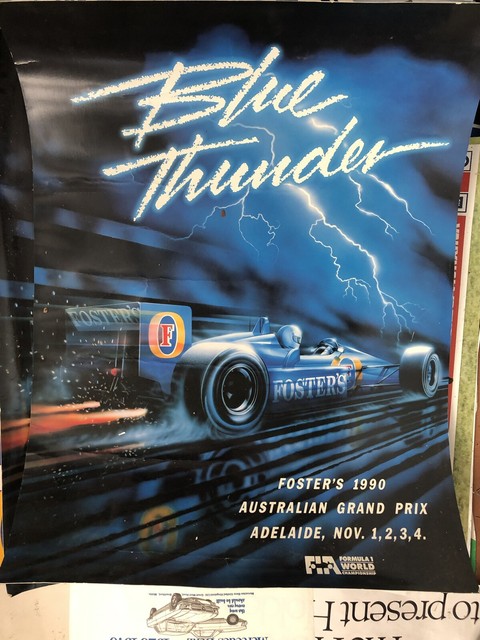 Blue
Thunder
FOSTER'S
F
FOSTER'S
FOSTER'S 1990
AUSTRALIAN GRAND PRIX
ADELAIDE, NOV. 1,2,3,4.
FIA FORMULA 1
WORLD
CHAMPIONSHIP
to present H